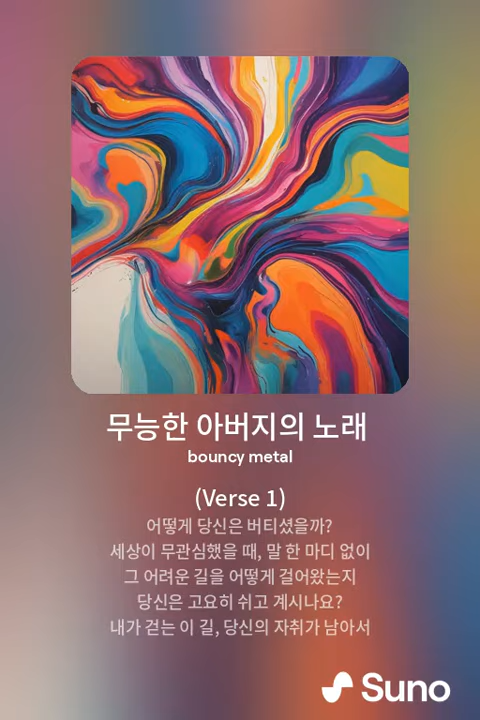 무능한 아버지의 노래
bouncy metal
(Verse 1)
어떻게 당신은 버티셨을까?
세상이 무관심했을 때, 말 한 마디 없이
그 어려운 길을 어떻게 걸어왔는지
당신은 고요히 쉬고 계시나요?
내가 걷는 이 길, 당신의 자취가 남아서
Suno